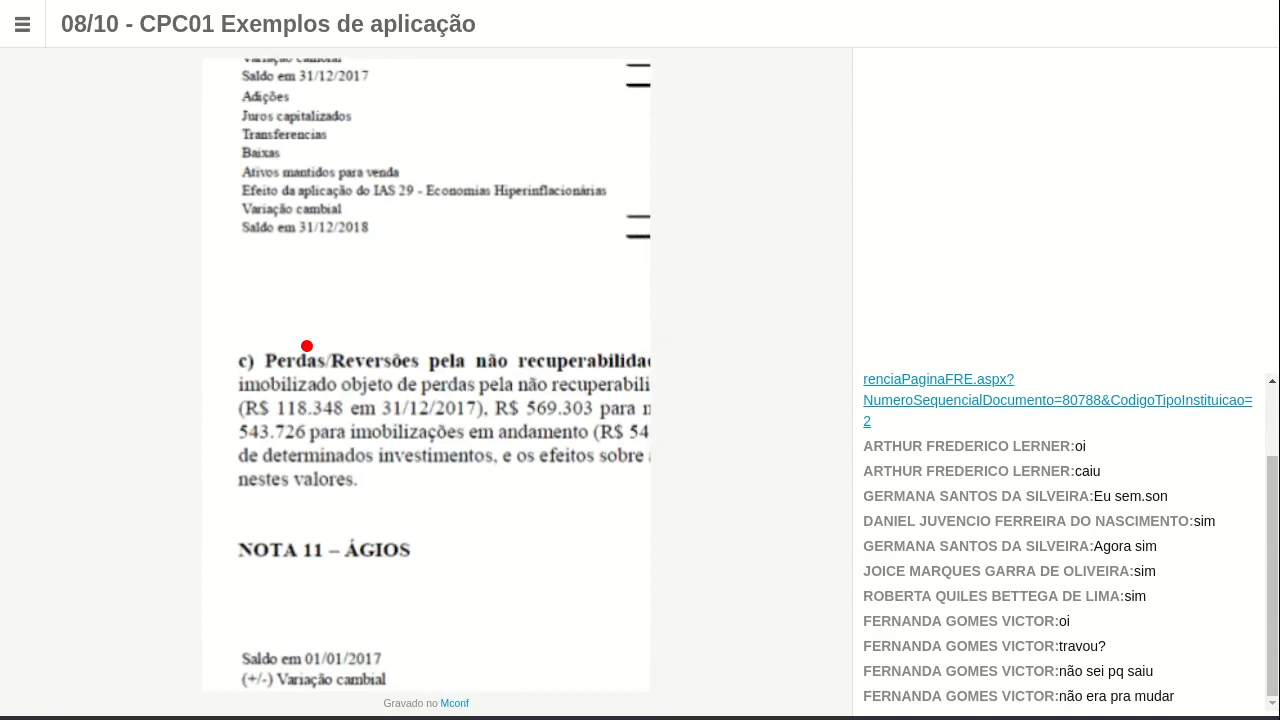 08/10 - CPC01 Exemplos de aplicação
Variação cambial
Saldo em 31/12/2017
Adições
Juros capitalizados
Transferencias
Baixas
Ativos mantidos para venda
Efeito da aplicação do IAS 29 - Economias Hiperinflacionárias
Variação cambial
Saldo em 31/12/2018
c) Perdas/Reversões pela não recuperabilidad
imobilizado objeto de perdas pela não recuperabili
(R$ 118.348 em 31/12/2017), R$ 569.303 para
543.726 para imobilizações em andamento (R$ 54
de determinados investimentos, e os efeitos sobre
nestes valores.
NOTA 11 – ÁGIOS
Saldo em 01/01/2017
(+/-) Variação cambial
Gravado no Mconf
renciaPaginaFRE.aspx?
NumeroSequencialDocumento=80788&CodigoTipoInstituicao=
2
ARTHUR FREDERICO LERNER:oi
ARTHUR FREDERICO LERNER:caiu
GERMANA SANTOS DA SILVEIRA:Eu sem.son
DANIEL JUVENCIO FERREIRA DO NASCIMENTO:sim
GERMANA SANTOS DA SILVEIRA:Agora sim
JOICE MARQUES GARRA DE OLIVEIRA:sim
ROBERTA QUILES BETTEGA DE LIMA:sim
FERNANDA GOMES VICTOR:oi
FERNANDA GOMES VICTOR:travou?
FERNANDA GOMES VICTOR:não sei pq saiu
FERNANDA GOMES VICTOR:não era pra mudar